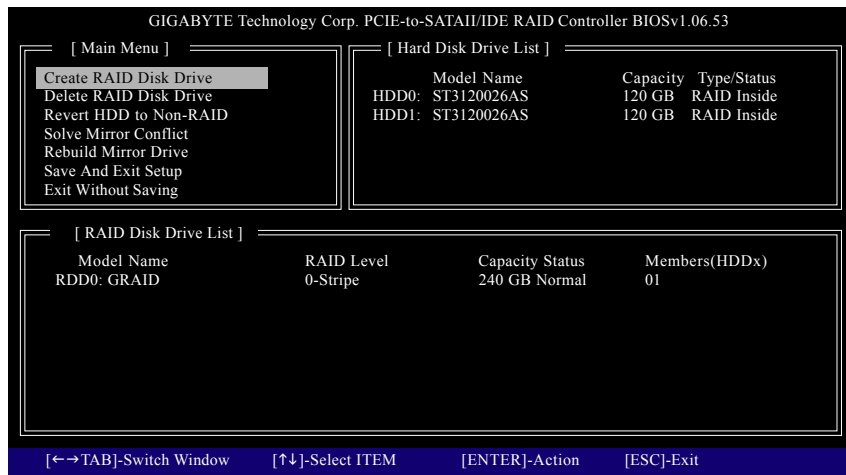 GIGABYTE Technology Corp. PCIE-to-SATAII/IDE RAID Controller BIOSv1.06.53
[ Main Menu ]
Create RAID Disk Drive
Delete RAID Disk Drive
Revert HDD to Non-RAID
Solve Mirror Conflict
Rebuild Mirror Drive
Save And Exit Setup
Exit Without Saving
[ Hard Disk Drive List ]
Model Name Capacity Type/Status
HDD0: ST3120026AS 120 GB RAID Inside
HDD1: ST3120026AS 120 GB RAID Inside
[ RAID Disk Drive List ]
Model Name RAID Level Capacity Status Members(HDDx)
RDD0: GRAID 0-Stripe 240 GB Normal 01
[←→TAB]-Switch Window [↑↓]-Select ITEM [ENTER]-Action [ESC]-Exit